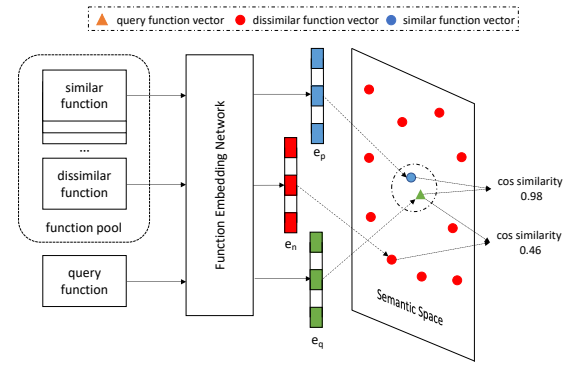 query function vector dissimilar function vector similar function vector
similar
function
...
dissimilar
function
function pool
query
function
Function Embedding Network
e_p
e_n
e_q
Semantic Space
cos similarity
0.98
cos similarity
0.46